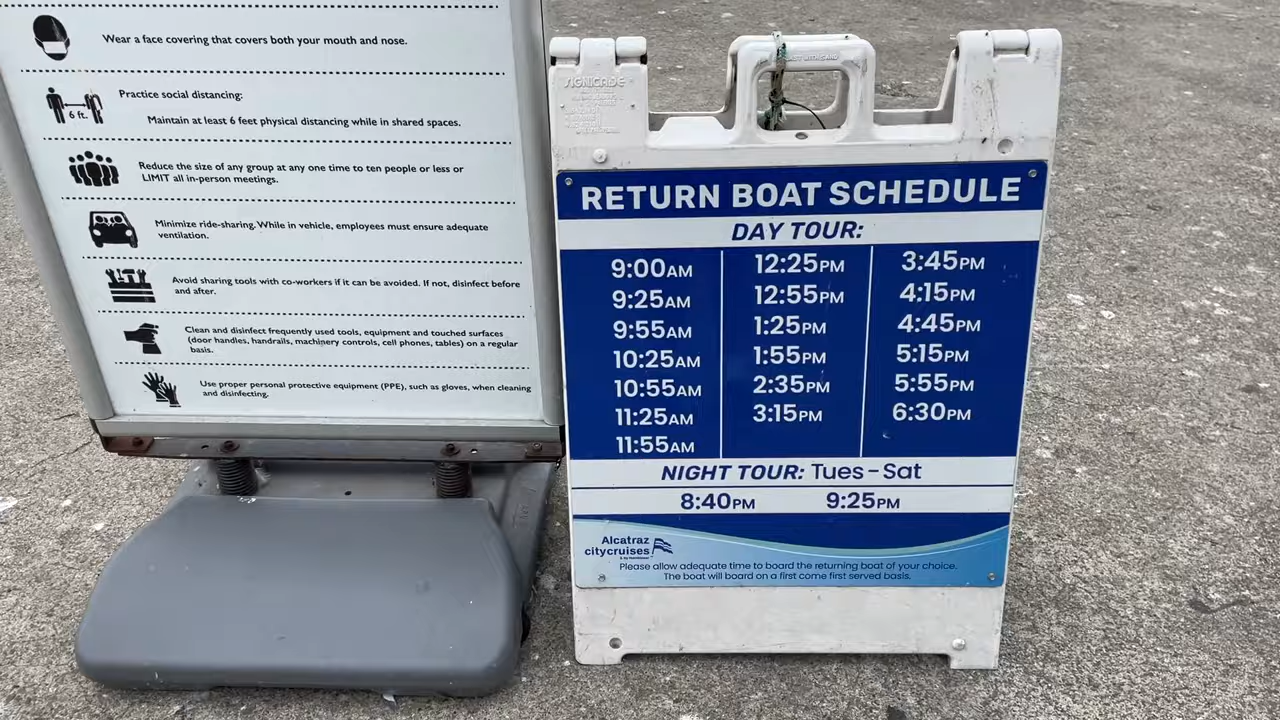 Wear a face covering that covers both your mouth and nose.
6 ft.
Practice social distancing:
Maintain at least 6 feet physical distancing while in shared spaces.
Reduce the size of any group at any one time to ten people or less or
LIMIT all in-person meetings.
Minimize ride-sharing. While in vehicle, employees must ensure adequate
ventilation.
Avoid sharing tools with co-workers if it can be avoided. If not, disinfect before
and after.
Clean and disinfect frequently used tools, equipment and touched surfaces
(door handles, handrails, machinery controls, cell phones, tables) on a regular
basis.
Use proper personal protective equipment (PPE), such as gloves, when cleaning
and disinfecting.
SIGNICADE
RETURN BOAT SCHEDULE
DAY TOUR:
9:00AM
9:25AM
9:55AM
10:25AM
10:55AM
11:25AM
11:55AM
12:25PM
12:55PM
1:25PM
1:55PM
2:35PM
3:15PM
3:45PM
4:15PM
4:45PM
5:15PM
5:55PM
6:30PM
NIGHT TOUR: Tues - Sat
8:40PM 9:25PM
Alcatraz
citycruises
Please allow adequate time to board the returning boat of your choice.
The boat will board on a first come first served basis.